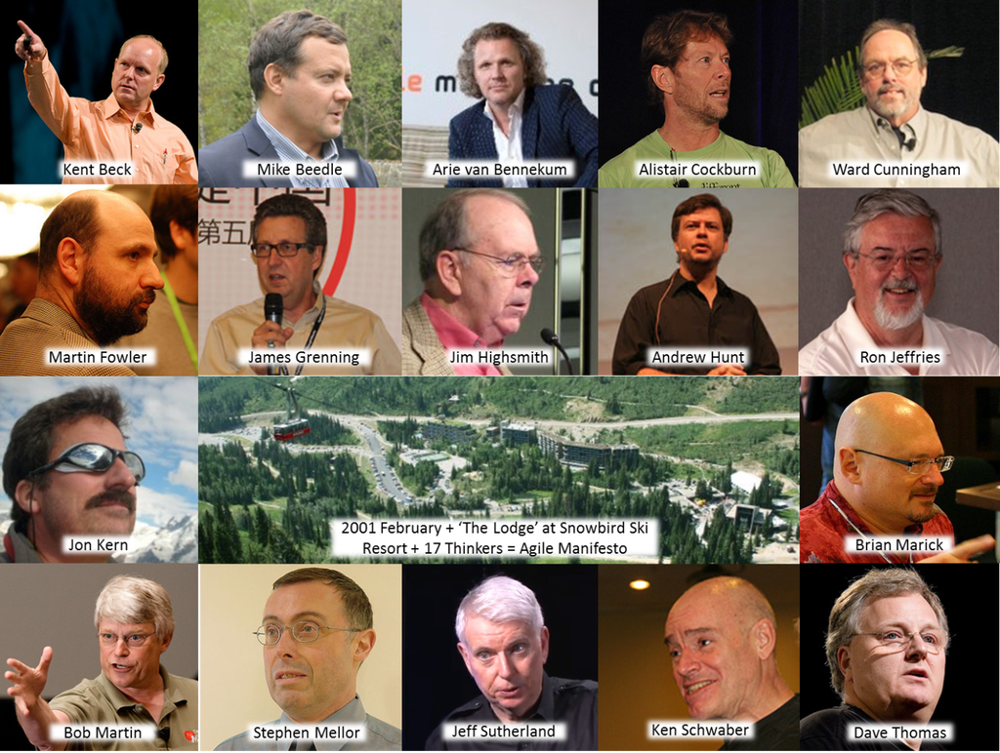 Kent Beck
Mike Beedle
Arie van Bennekum
Alistair Cockburn
Ward Cunningham
第五
Martin Fowler
James Grenning
Jim Highsmith
Andrew Hunt
Ron Jeffries
Jon Kern
2001 February + ‘The Lodge’ at Snowbird Ski
Resort + 17 Thinkers = Agile Manifesto
Brian Marick
Bob Martin
Stephen Mellor
Jeff Sutherland
Ken Schwaber
Dave Thomas